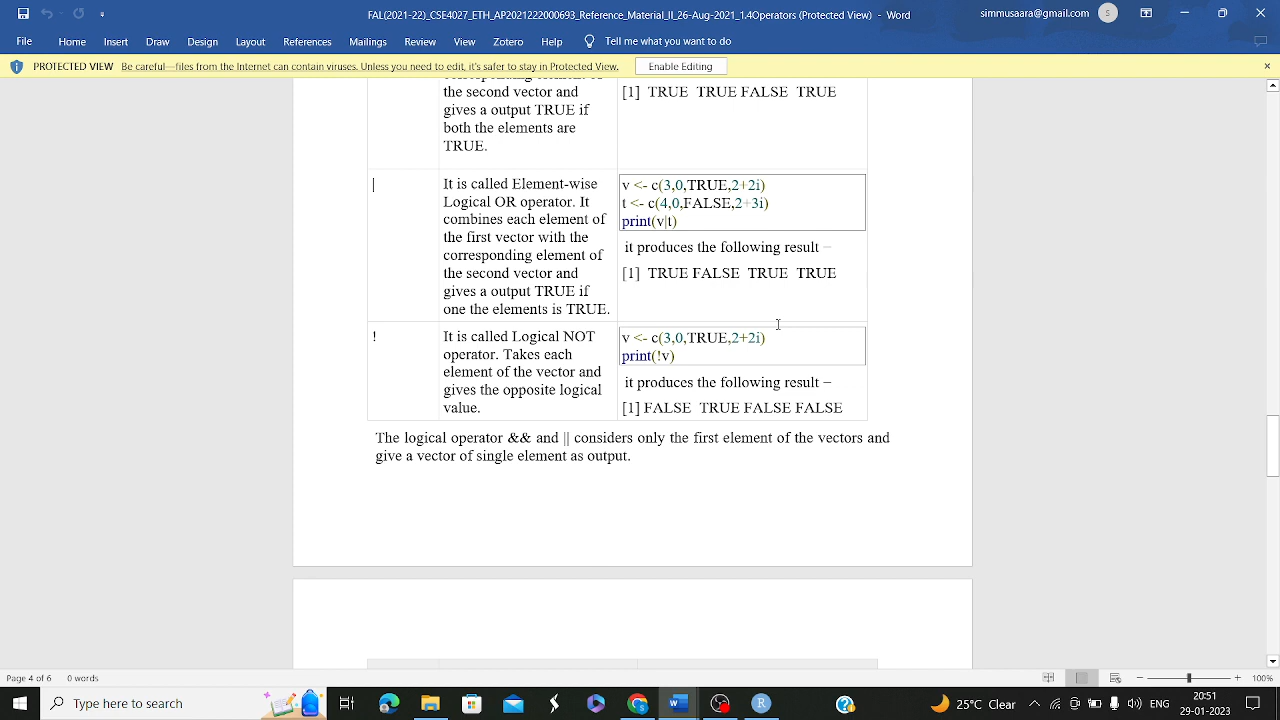 FAL(2021-22)_CSE4027_ETH_AP2021222000693_Reference_Material_II_26-Aug-2021_1.4Operators (Protected View) - Word
simmusaara@gmail.com
S
File Home Insert Draw Design Layout References Mailings Review View Zotero Help Tell me what you want to do
PROTECTED VIEW Be careful—files from the Internet can contain viruses. Unless you need to edit, it's safer to stay in Protected View. Enable Editing
the second vector and
gives a output TRUE if
both the elements are
TRUE.
[1] TRUE TRUE FALSE TRUE
|
It is called Element-wise
Logical OR operator. It
combines each element of
the first vector with the
corresponding element of
the second vector and
gives a output TRUE if
one the elements is TRUE.
v <- c(3,0,TRUE,2+2i)
t <- c(4,0,FALSE,2+3i)
print(v|t)
it produces the following result −
[1] TRUE FALSE TRUE TRUE
!
It is called Logical NOT
operator. Takes each
element of the vector and
gives the opposite logical
value.
v <- c(3,0,TRUE,2+2i)
print(!v)
it produces the following result −
[1] FALSE TRUE FALSE FALSE
The logical operator && and || considers only the first element of the vectors and
give a vector of single element as output.
Page 4 of 6 0 words
100%
Type here to search
25°C Clear
ENG
20:51
29-01-2023